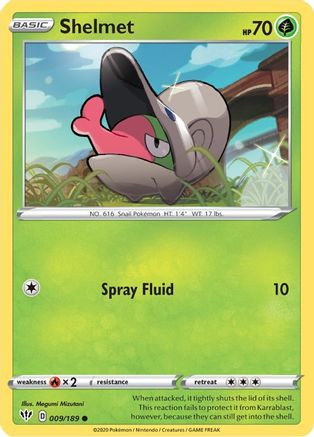 BASIC Shelmet HP 70
NO. 616 Snail Pokémon HT: 1'4" WT: 17 lbs.
Spray Fluid 10
weakness ×2 resistance retreat
Illus. Megumi Mizutani
D 009/189
When attacked, it tightly shuts the lid of its shell.
This reaction fails to protect it from Karrablast,
however, because they can still get into the shell.
©2020 Pokémon / Nintendo / Creatures / GAME FREAK